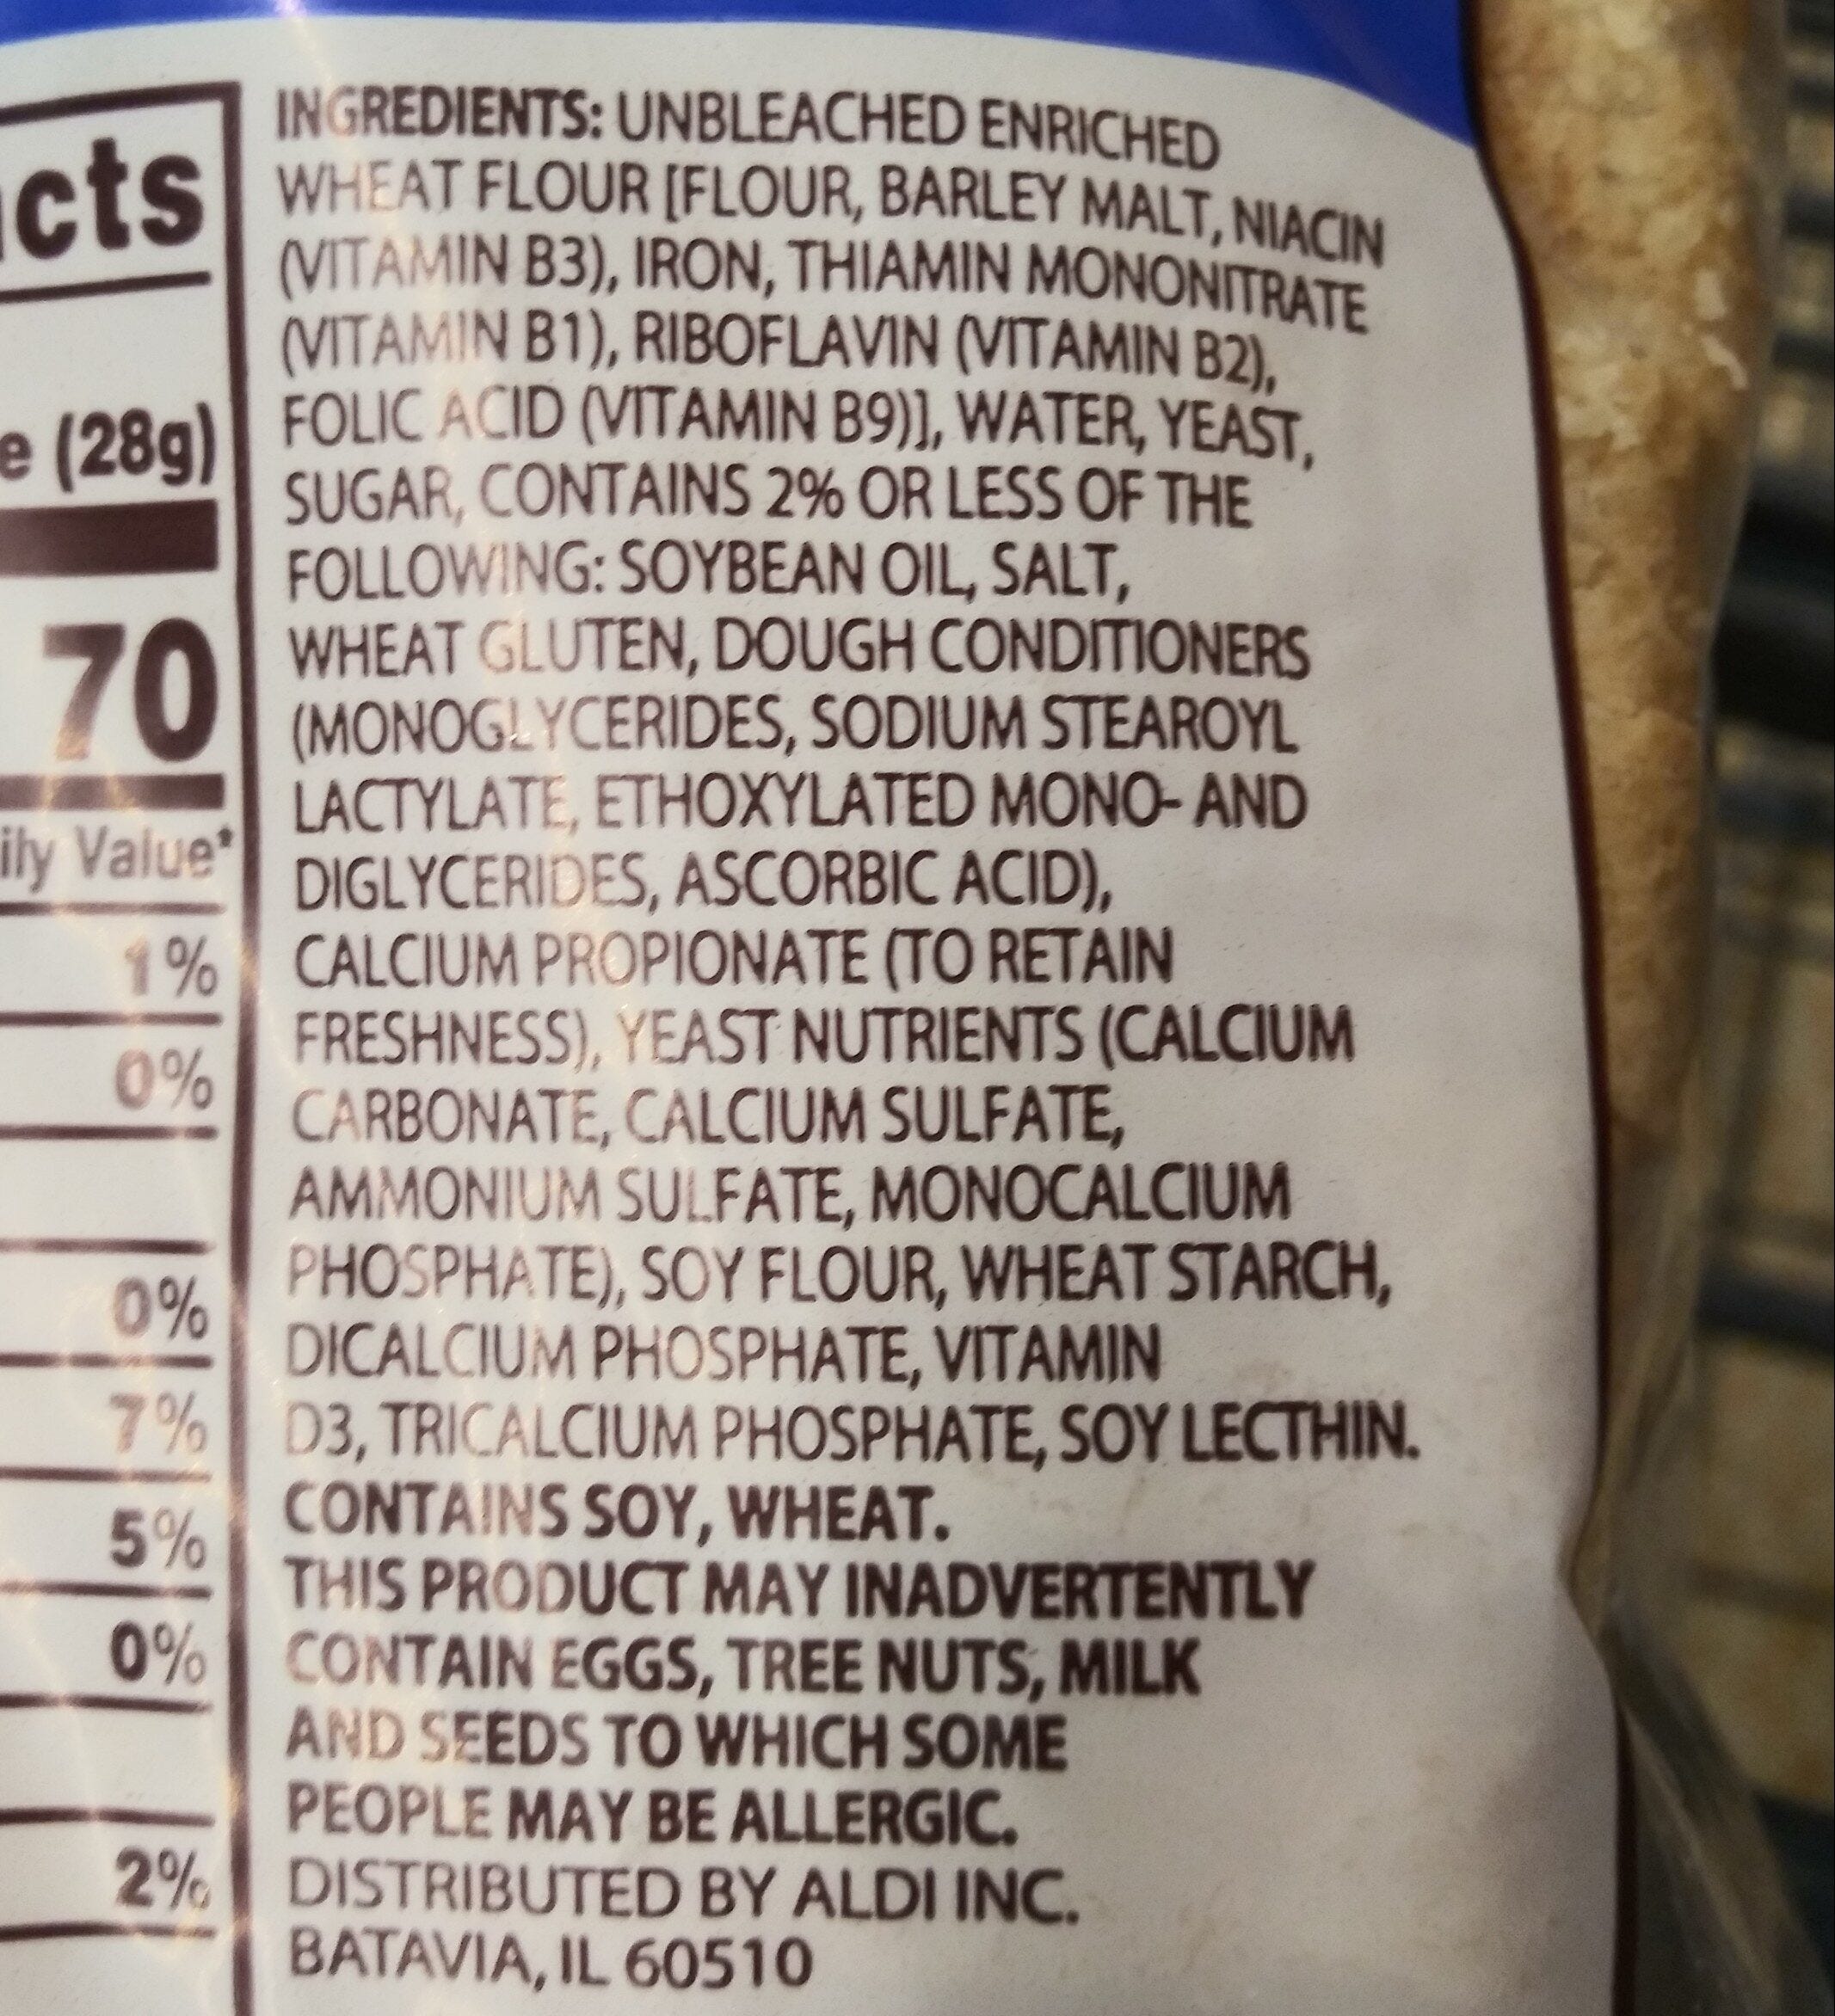 cts
e (28g)
70
ily Value*
1%
0%
0%
7%
5%
0%
2%
INGREDIENTS: UNBLEACHED ENRICHED
WHEAT FLOUR [FLOUR, BARLEY MALT, NIACIN
(VITAMIN B3), IRON, THIAMIN MONONITRATE
(VITAMIN B1), RIBOFLAVIN (VITAMIN B2),
FOLIC ACID (VITAMIN B9)], WATER, YEAST,
SUGAR, CONTAINS 2% OR LESS OF THE
FOLLOWING: SOYBEAN OIL, SALT,
WHEAT GLUTEN, DOUGH CONDITIONERS
(MONOGLYCERIDES, SODIUM STEAROYL
LACTYLATE, ETHOXYLATED MONO- AND
DIGLYCERIDES, ASCORBIC ACID),
CALCIUM PROPIONATE (TO RETAIN
FRESHNESS), YEAST NUTRIENTS (CALCIUM
CARBONATE, CALCIUM SULFATE,
AMMONIUM SULFATE, MONOCALCIUM
PHOSPHATE), SOY FLOUR, WHEAT STARCH,
DICALCIUM PHOSPHATE, VITAMIN
D3, TRICALCIUM PHOSPHATE, SOY LECTHIN.
CONTAINS SOY, WHEAT.
THIS PRODUCT MAY INADVERTENTLY
CONTAIN EGGS, TREE NUTS, MILK
AND SEEDS TO WHICH SOME
PEOPLE MAY BE ALLERGIC.
DISTRIBUTED BY ALDI INC.
BATAVIA, IL 60510